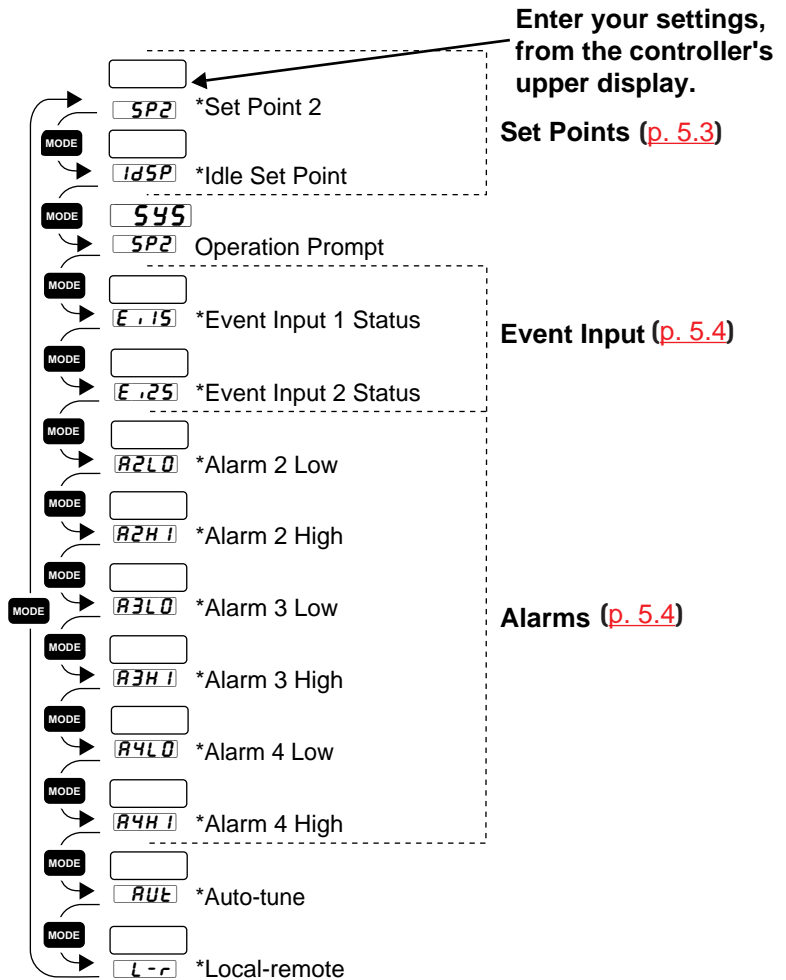 Enter your settings,
from the controller's
upper display.
SP2 *Set Point 2
Set Points (p. 5.3)
MODE
IdSP *Idle Set Point
MODE
SYS
SP2 Operation Prompt
MODE
Ei1S *Event Input 1 Status
Event Input (p. 5.4)
MODE
Ei2S *Event Input 2 Status
MODE
A2LO *Alarm 2 Low
MODE
A2HI *Alarm 2 High
MODE
A3LO *Alarm 3 Low
MODE
Alarms (p. 5.4)
MODE
A3HI *Alarm 3 High
MODE
A4LO *Alarm 4 Low
MODE
A4HI *Alarm 4 High
MODE
AUt *Auto-tune
MODE
L-r *Local-remote